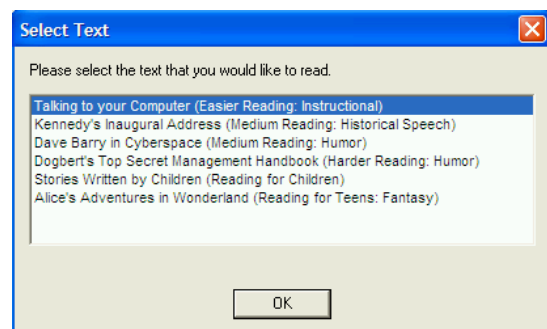 Select Text
Please select the text that you would like to read.
Talking to your Computer (Easier Reading: Instructional)
Kennedy's Inaugural Address (Medium Reading: Historical Speech)
Dave Barry in Cyberspace (Medium Reading: Humor)
Dogbert's Top Secret Management Handbook (Harder Reading: Humor)
Stories Written by Children (Reading for Children)
Alice's Adventures in Wonderland (Reading for Teens: Fantasy)
OK